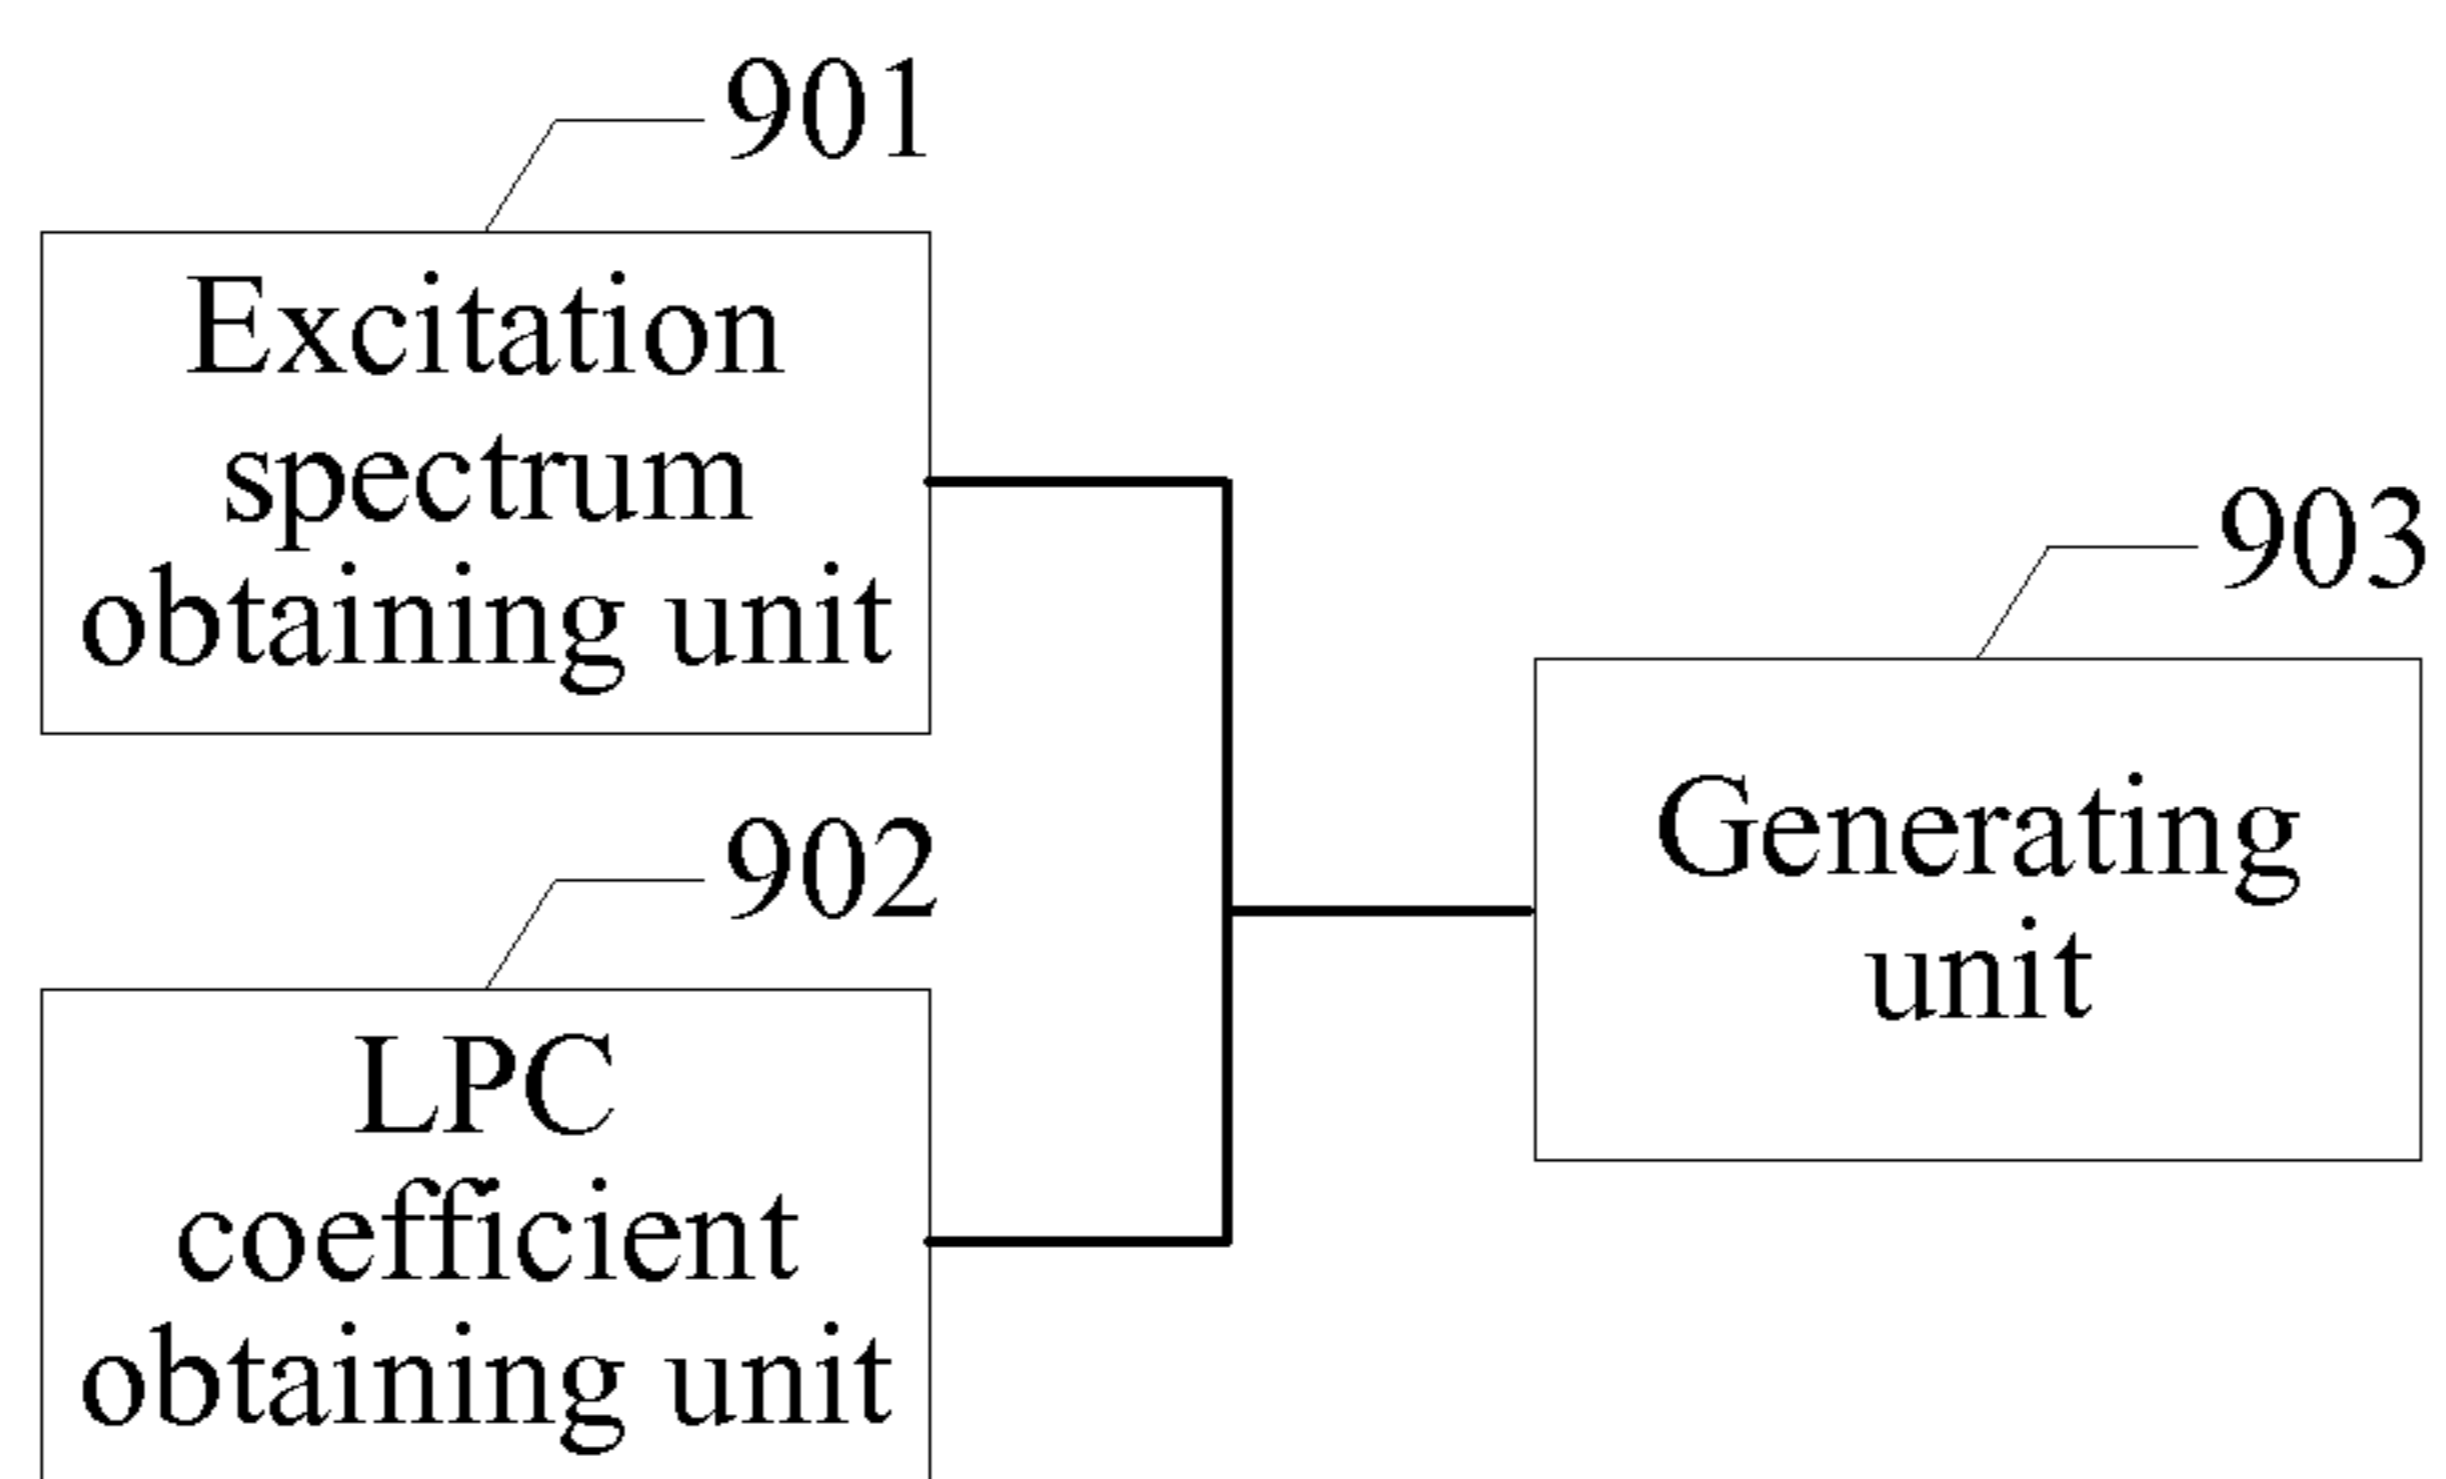 901
Excitation
spectrum
obtaining unit
902
LPC
coefficient
obtaining unit
903
Generating
unit